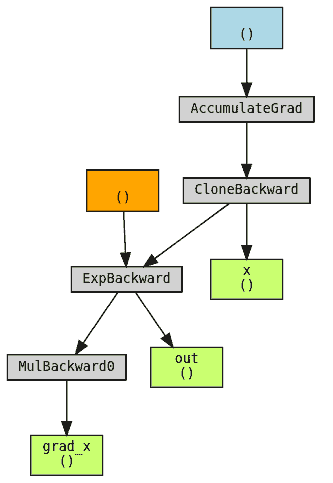 ()
AccumulateGrad
()
CloneBackward
ExpBackward
x
()
MulBackward0
out
()
grad_x
()